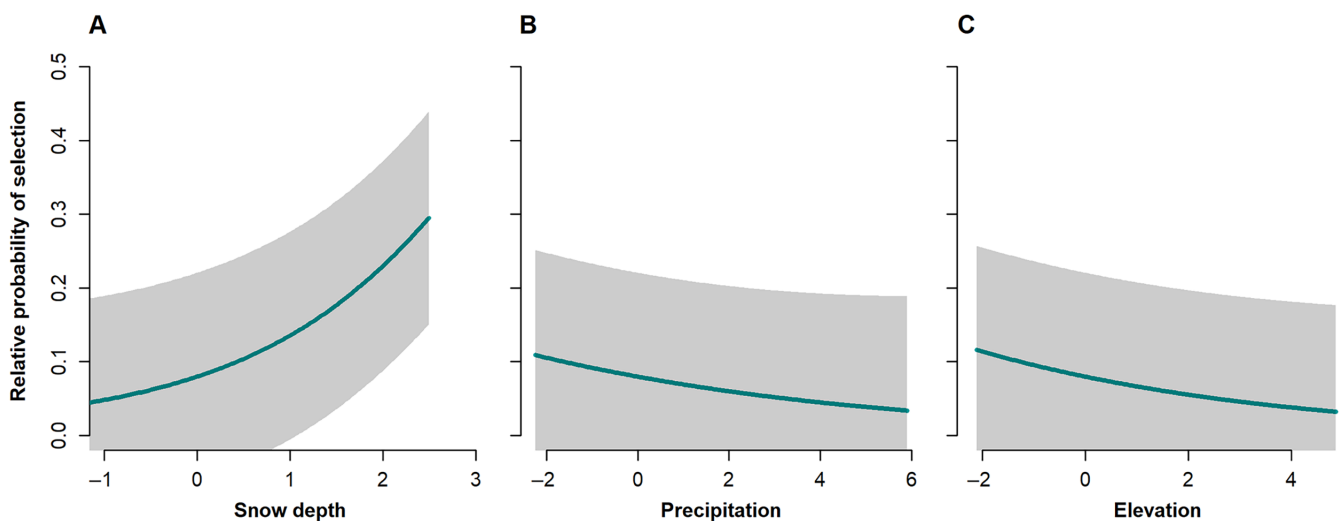 A
B
C
Relative probability of selection
0.5
0.4
0.3
0.2
0.1
0.0
–1 0 1 2 3
–2 0 2 4 6
–2 0 2 4
Snow depth
Precipitation
Elevation